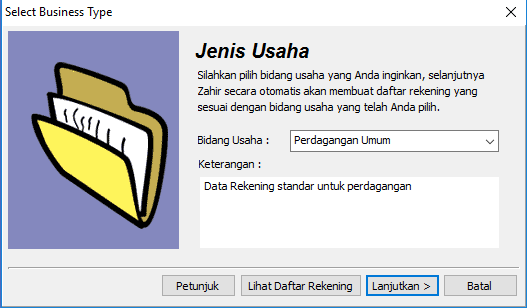 Select Business Type
Jenis Usaha
Silahkan pilih bidang usaha yang Anda inginkan, selanjutnya
Zahir secara otomatis akan membuat daftar rekening yang
sesuai dengan bidang usaha yang telah Anda pilih.
Bidang Usaha : Perdagangan Umum
Keterangan :
Data Rekening standar untuk perdagangan
Petunjuk Lihat Daftar Rekening Lanjutkan > Batal